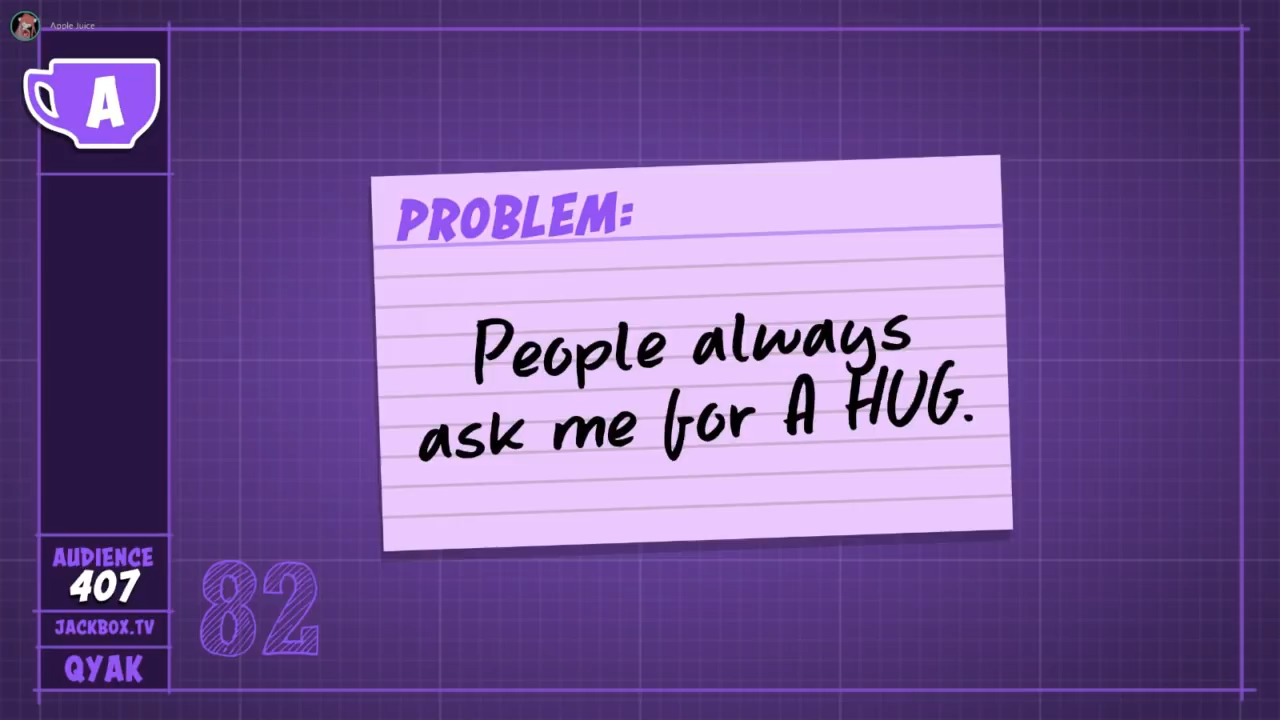 Apple Juice
A
PROBLEM:
People always
ask me for A HUG.
AUDIENCE
407
JACKBOX.TV
QYAK
82